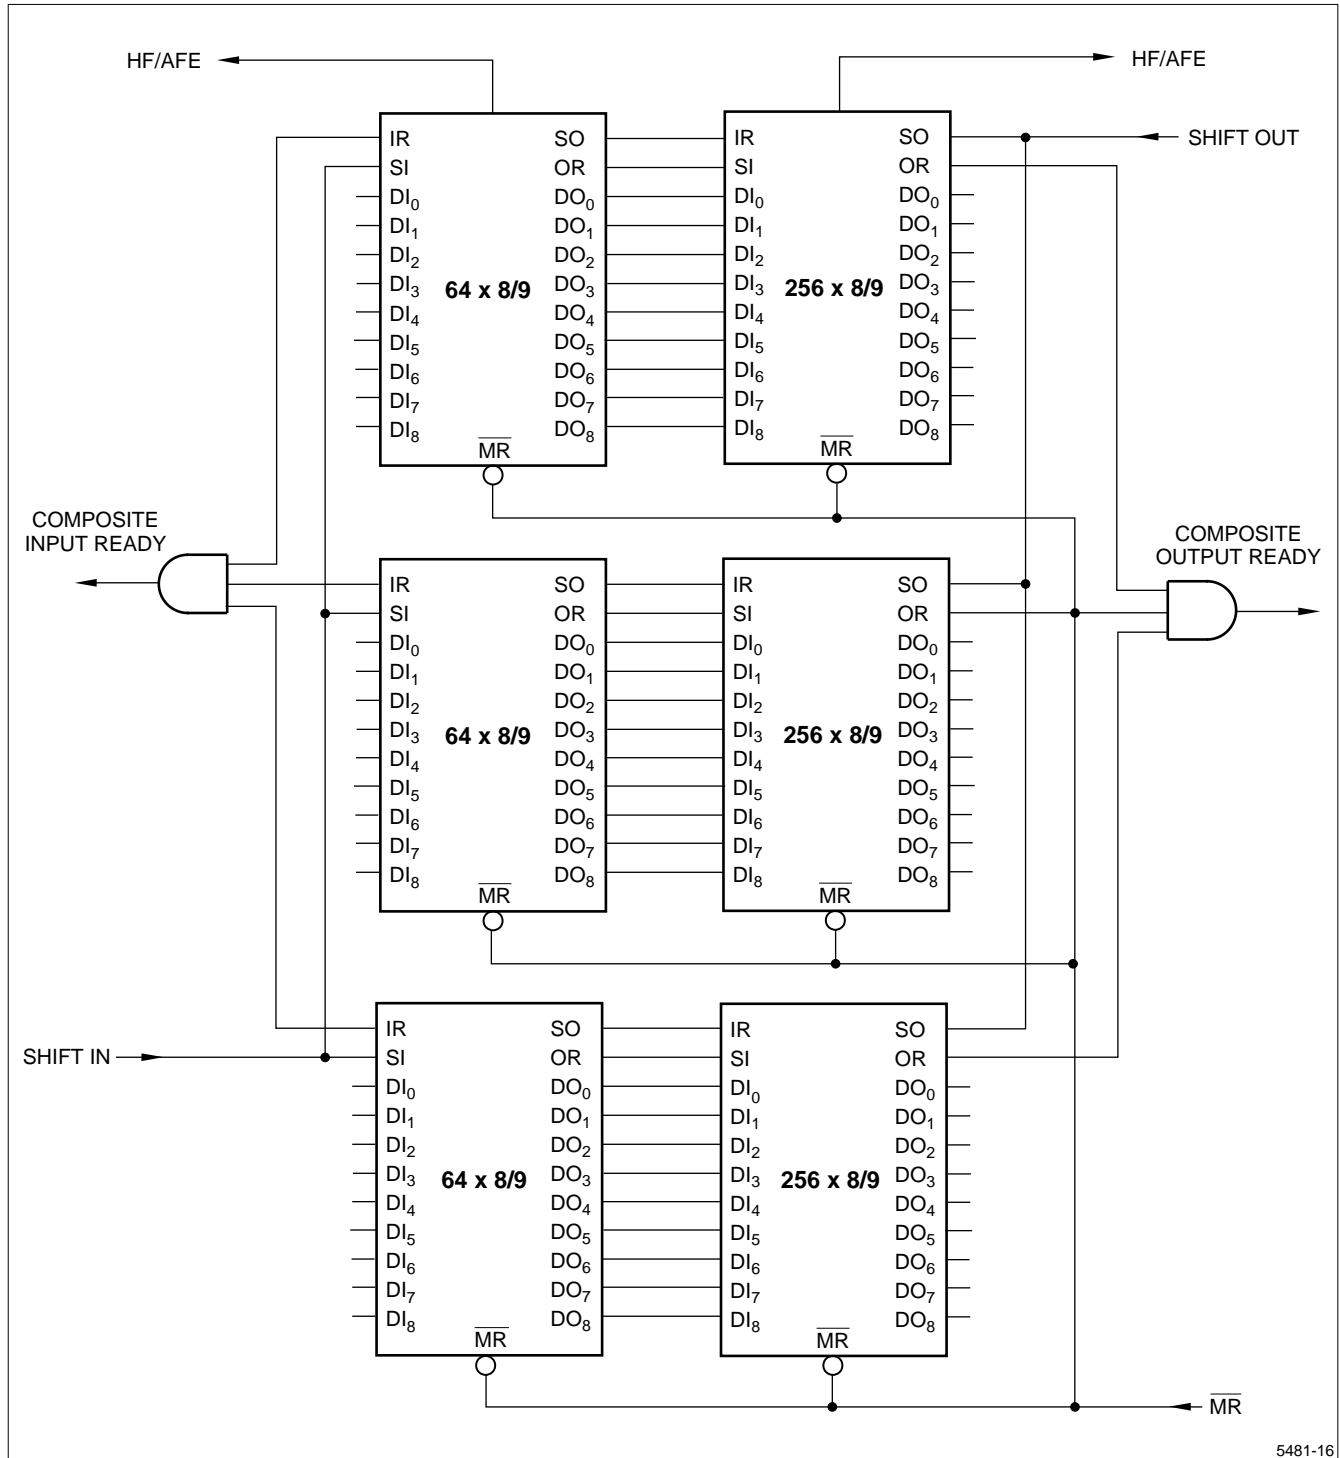 HF/AFE
HF/AFE
IR SO IR SO SHIFT OUT
SI OR SI OR
DI0 DO0 DI0 DO0
DI1 DO1 DI1 DO1
DI2 DO2 DI2 DO2
DI3 64 x 8/9 DO3 DI3 256 x 8/9 DO3
DI4 DO4 DI4 DO4
DI5 DO5 DI5 DO5
DI6 DO6 DI6 DO6
DI7 DO7 DI7 DO7
DI8 DO8 DI8 DO8
M̅R̅ M̅R̅
COMPOSITE
INPUT READY
COMPOSITE
OUTPUT READY
IR SO IR SO
SI OR SI OR
DI0 DO0 DI0 DO0
DI1 DO1 DI1 DO1
DI2 DO2 DI2 DO2
DI3 64 x 8/9 DO3 DI3 256 x 8/9 DO3
DI4 DO4 DI4 DO4
DI5 DO5 DI5 DO5
DI6 DO6 DI6 DO6
DI7 DO7 DI7 DO7
DI8 DO8 DI8 DO8
M̅R̅ M̅R̅
IR SO IR SO
SHIFT IN SI OR SI OR
DI0 DO0 DI0 DO0
DI1 DO1 DI1 DO1
DI2 DO2 DI2 DO2
DI3 64 x 8/9 DO3 DI3 256 x 8/9 DO3
DI4 DO4 DI4 DO4
DI5 DO5 DI5 DO5
DI6 DO6 DI6 DO6
DI7 DO7 DI7 DO7
DI8 DO8 DI8 DO8
M̅R̅ M̅R̅
M̅R̅
5481-16